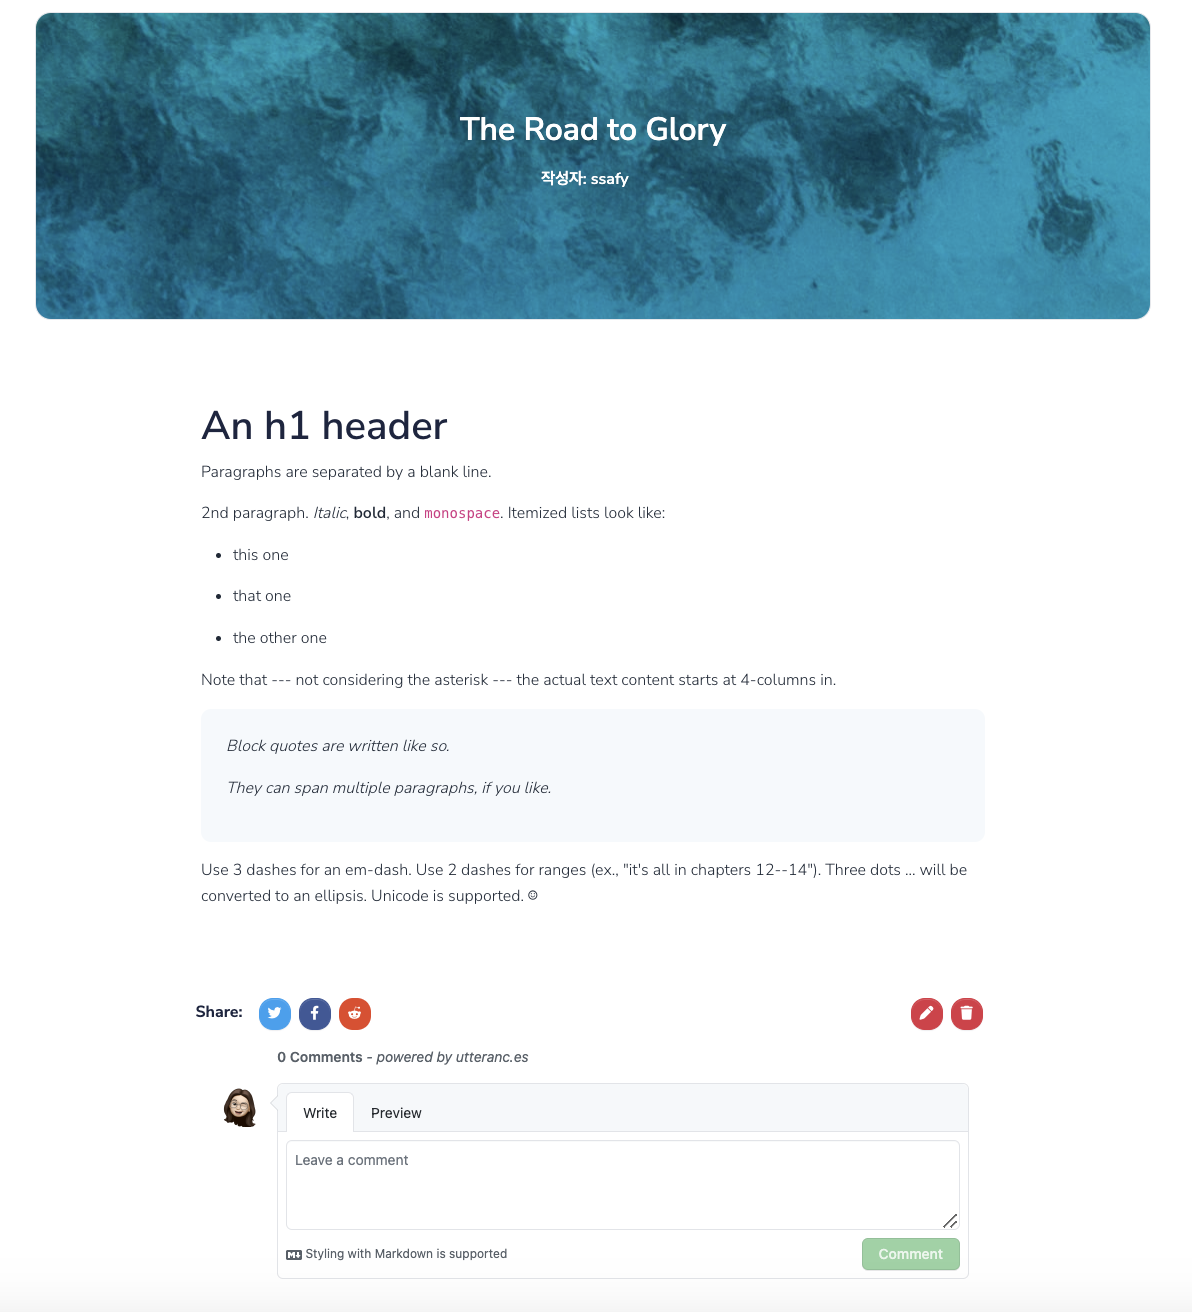 The Road to Glory
작성자: ssafy
An h1 header
Paragraphs are separated by a blank line.
2nd paragraph. Italic, bold, and monospace. Itemized lists look like:
• this one
• that one
• the other one
Note that --- not considering the asterisk --- the actual text content starts at 4-columns in.
Block quotes are written like so.
They can span multiple paragraphs, if you like.
Use 3 dashes for an em-dash. Use 2 dashes for ranges (ex., "it's all in chapters 12--14"). Three dots ... will be
converted to an ellipsis. Unicode is supported. ☺
Share:
0 Comments - powered by utteranc.es
Write Preview
Leave a comment
Styling with Markdown is supported
Comment